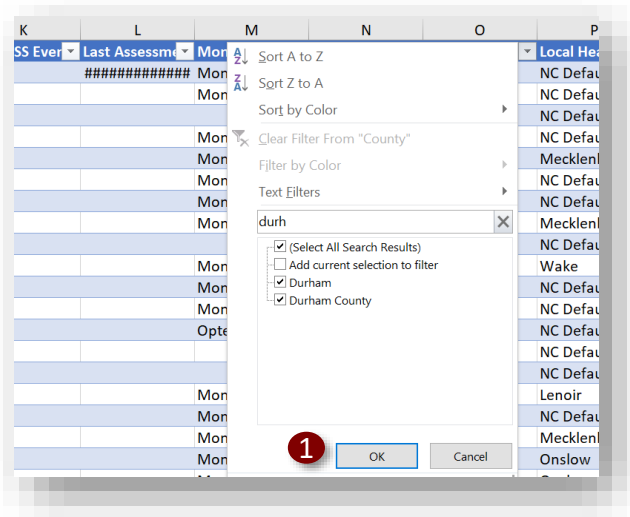 K L M N O P
SS Ever Last Assessme Mon Local Hea
############# Mon NC Defau
Mon NC Defau
NC Defau
Mon NC Defau
Mon Mecklenl
Mon NC Defau
Mon NC Defau
Mon Mecklenl
NC Defau
Mon Wake
Mon NC Defau
Mon NC Defau
Opte NC Defau
NC Defau
NC Defau
Mon Lenoir
Mon NC Defau
Mon Mecklenl
Mon Onslow
Sort A to Z
Sort Z to A
Sort by Color
Clear Filter From "County"
Filter by Color
Text Filters
durh
(Select All Search Results)
Add current selection to filter
Durham
Durham County
1
OK Cancel